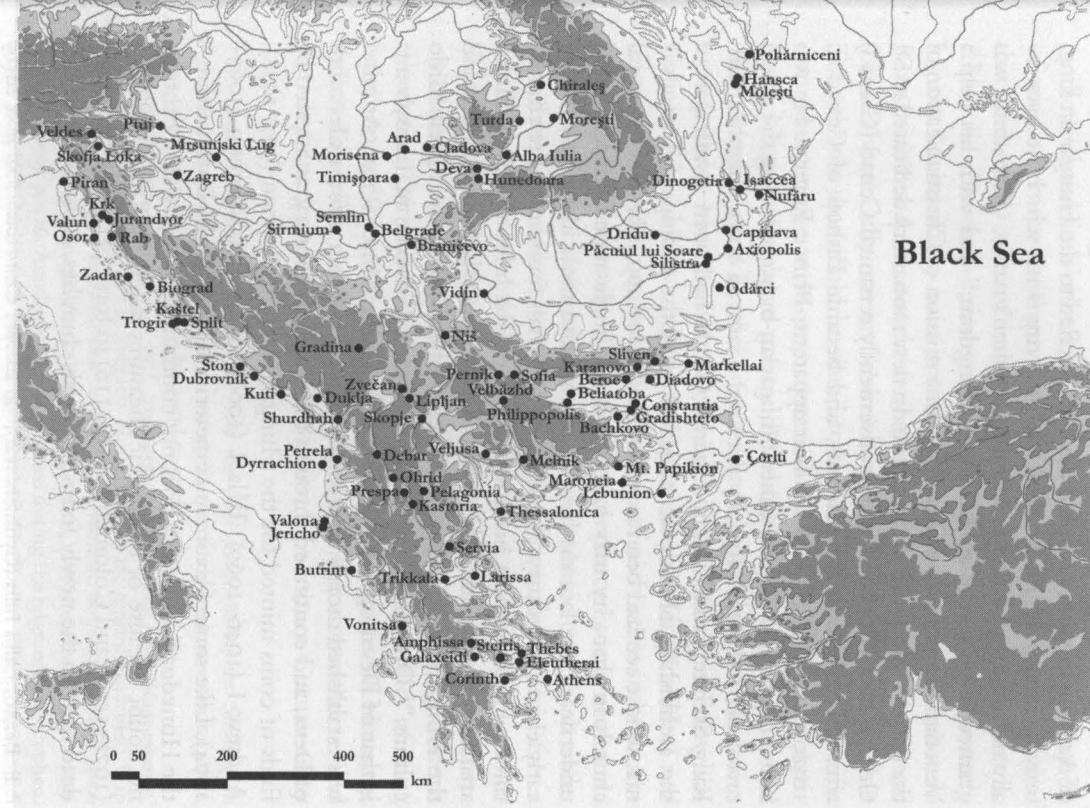 Pohărniceni
Hansca
Molești
Chiraleș
Turda
Morești
Veldes
Ptuj
Skofja Loka
Mrsunjski Lug
Arad
Cladova
Morisena
Alba Iulia
Deva
Hunedoara
Timișoara
Piran
Zagreb
Dinogetia
Isaccea
Nufăru
Krk
Jurandvor
Valun
Osor
Rab
Semlin
Sirmium
Belgrade
Braničevo
Dridu
Capidava
Păcuiul lui Soare
Axiopolis
Silistra
Black Sea
Zadar
Biograd
Vidin
Odărci
Kaštel
Trogir
Split
Niš
Gradina
Sliven
Karanovo
Markellai
Ston
Dubrovnik
Pernik
Sofia
Beroe
Diadovo
Zvečan
Velbăzhd
Beliatoba
Kuti
Duklja
Lipljan
Philippopolis
Constantia
Gradishteto
Shurdhah
Skopje
Bachkovo
Petrela
Dyrrachion
Debar
Veljusa
Melnik
Mt. Papikion
Çorlu
Ohrid
Maroneia
Prespa
Pelagonia
Lebunion
Kastoria
Thessalonica
Valona
Jericho
Servia
Butrint
Trikkala
Larissa
Vonitsa
Amphissa
Steiris
Thebes
Galaxeidi
Eleutherai
Corinth
Athens
0 50 200 400 500
km